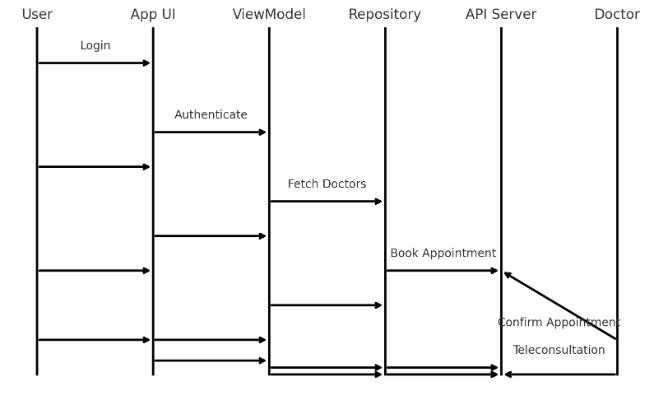 User App UI ViewModel Repository API Server Doctor
Login
Authenticate
Fetch Doctors
Book Appointment
Confirm Appointment
Teleconsultation